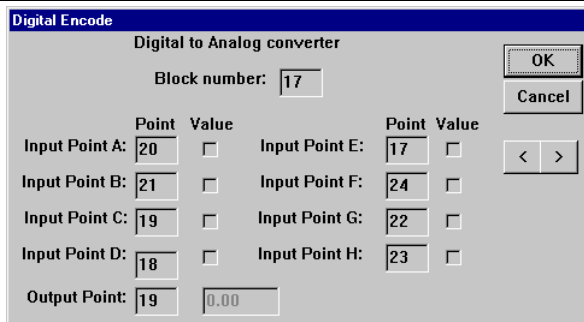 Digital Encode
Digital to Analog converter
Block number: 17
OK
Cancel
Point Value Point Value
Input Point A: 20 Input Point E: 17
< >
Input Point B: 21 Input Point F: 24
Input Point C: 19 Input Point G: 22
Input Point D: 18 Input Point H: 23
Output Point: 19 0.00